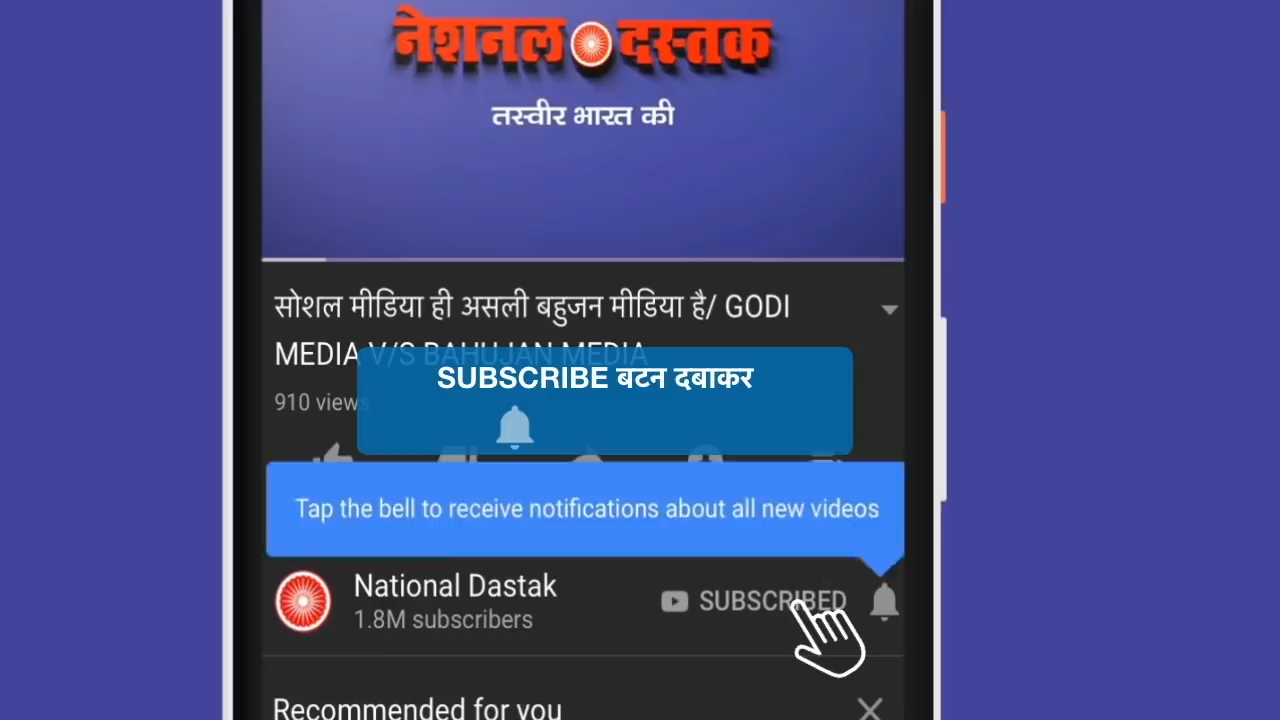 नेशनल दस्तक
तस्वीर भारत की
सोशल मीडिया ही असली बहुजन मीडिया है/ GODI
MEDIA V/S BAHUJAN MEDIA
910 views
SUBSCRIBE बटन दबाकर
Tap the bell to receive notifications about all new videos
National Dastak
1.8M subscribers
SUBSCRIBED
Recommended for you